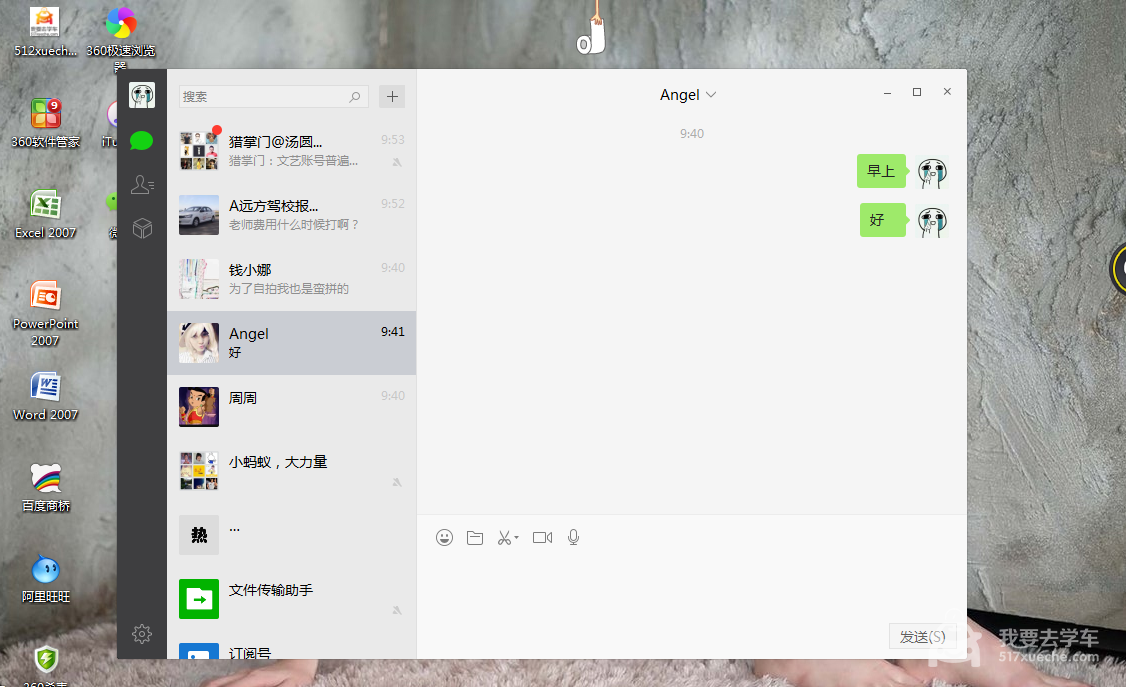 512xuech...
360极速浏览器
9
360软件管家
iTu
Excel 2007
微
PowerPoint 2007
Word 2007
百度商桥
阿里旺旺
360杀毒
搜索
猎掌门@汤圆... 9:53
猎掌门：文艺账号普遍...
A远方驾校报... 9:52
老师费用什么时候打啊？
钱小娜 9:40
为了自拍我也是蛮拼的
Angel 9:41
好
周周 9:40
小蚂蚁，大力量
热 ...
文件传输助手
订阅号
Angel
9:40
早上
好
发送(S)
我要去学车
517xueche.com